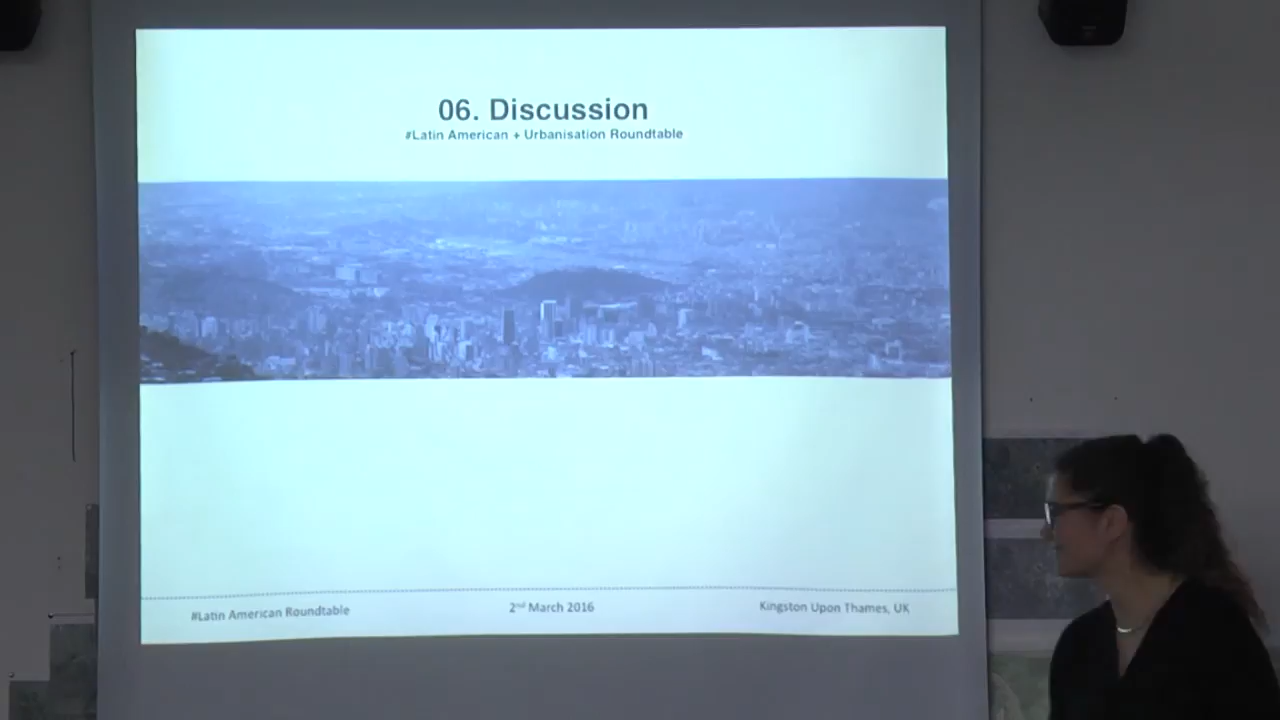 06. Discussion
#Latin American + Urbanisation Roundtable
#Latin American Roundtable
2nd March 2016
Kingston Upon Thames, UK